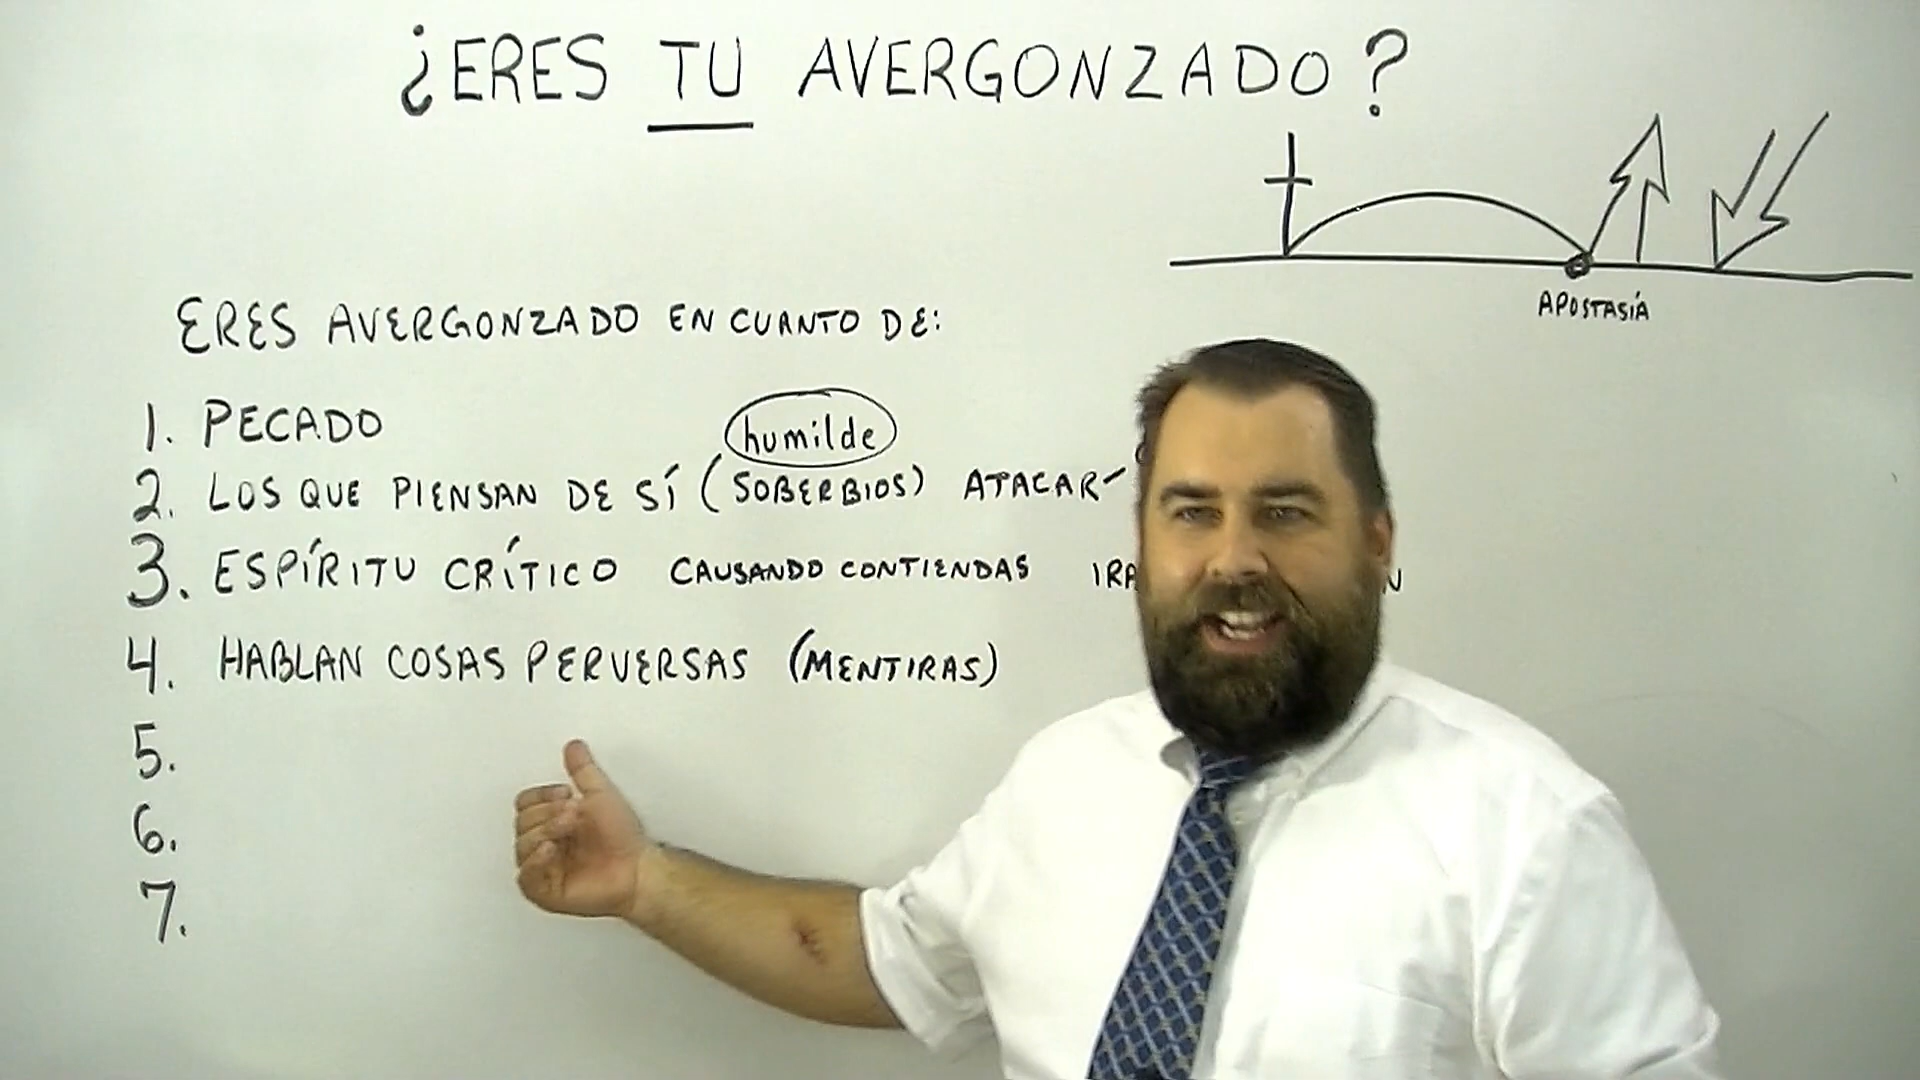 ¿ERES TU AVERGONZADO?
APOSTASÍA
ERES AVERGONZADO EN CUANTO DE:
1. PECADO
humilde
2. LOS QUE PIENSAN DE SÍ (SOBERBIOS) ATACAR
3. ESPÍRITU CRÍTICO CAUSANDO CONTIENDAS
4. HABLAN COSAS PERVERSAS (MENTIRAS)
5.
6.
7.